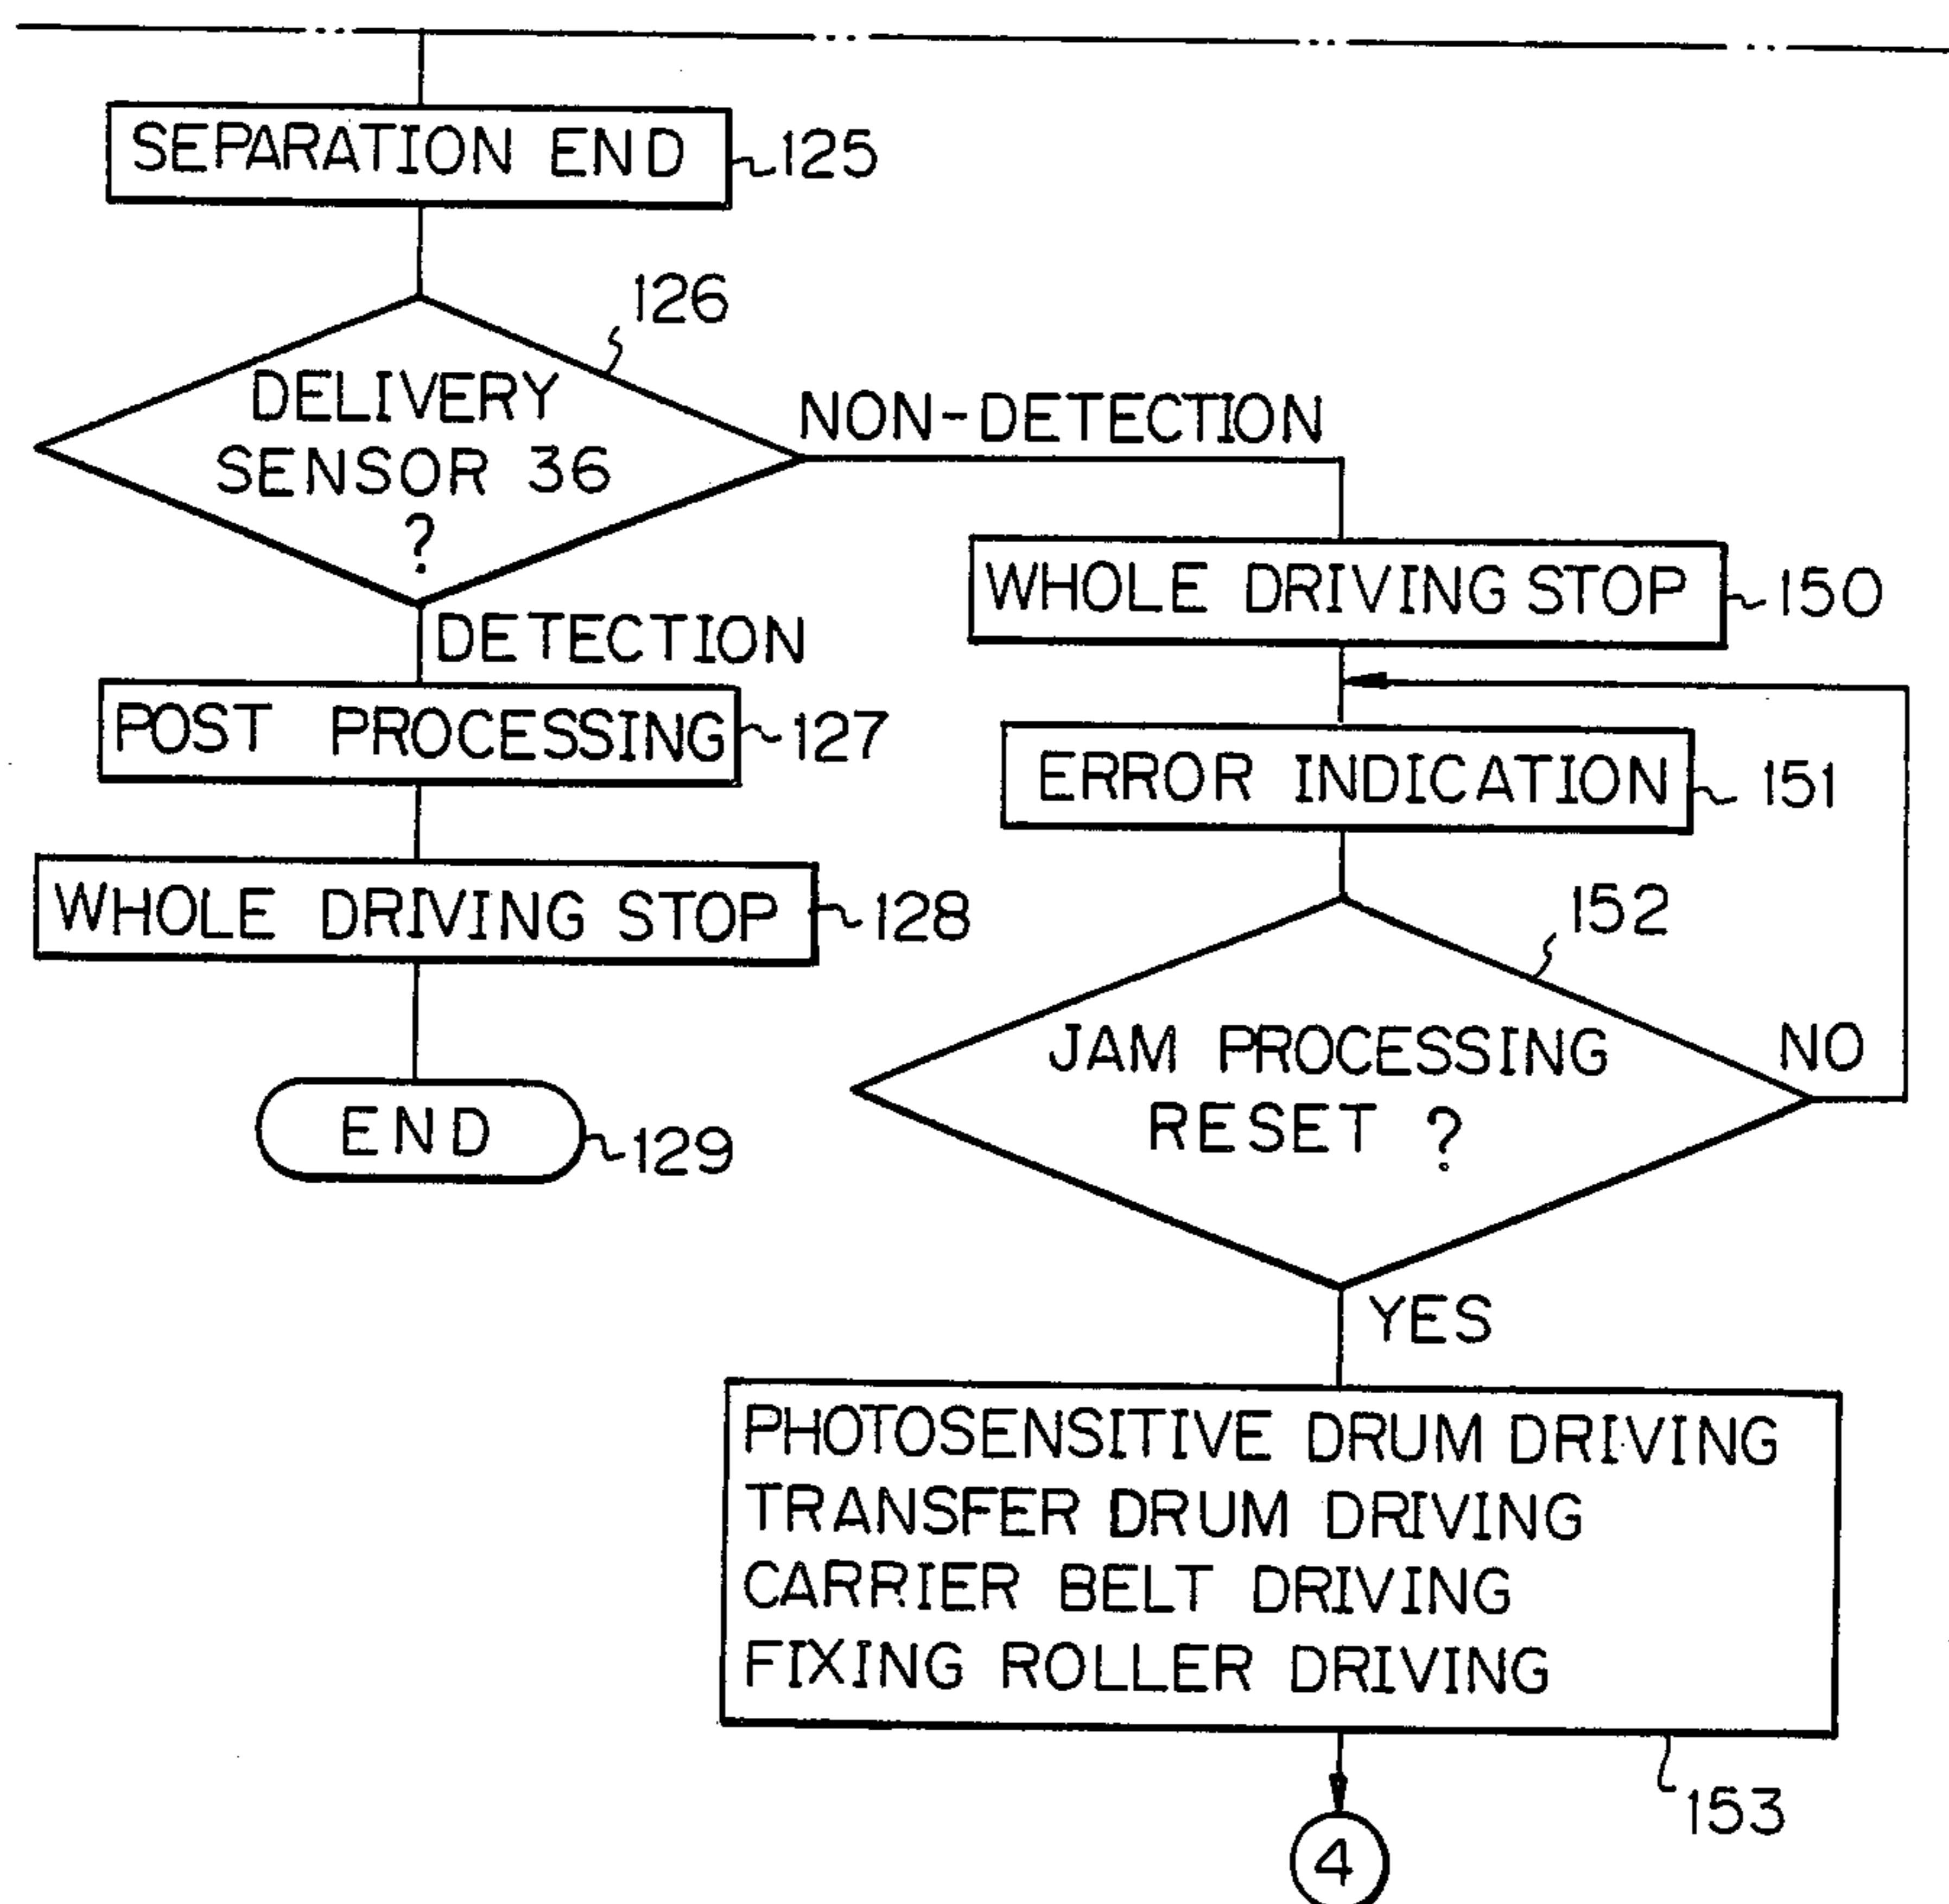 SEPARATION END
125
126
DELIVERY
SENSOR 36
?
NON-DETECTION
DETECTION
POST PROCESSING
127
WHOLE DRIVING STOP
128
END
129
WHOLE DRIVING STOP
150
ERROR INDICATION
151
152
JAM PROCESSING
RESET ?
NO
YES
PHOTOSENSITIVE DRUM DRIVING
TRANSFER DRUM DRIVING
CARRIER BELT DRIVING
FIXING ROLLER DRIVING
153
4